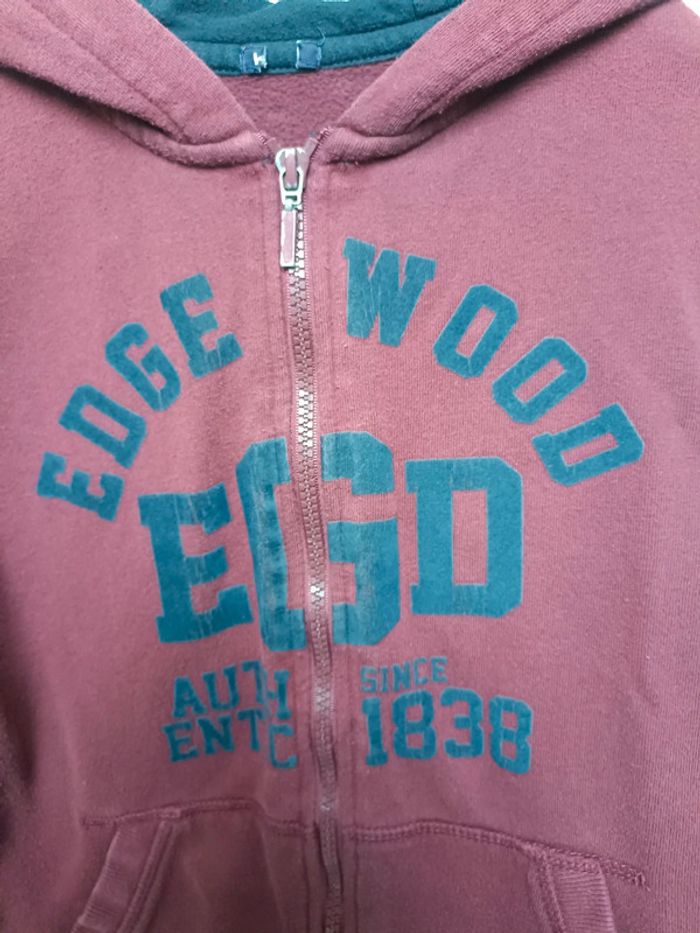 EDGE WOOD
EGD
AUTH SINCE
ENTIC 1838